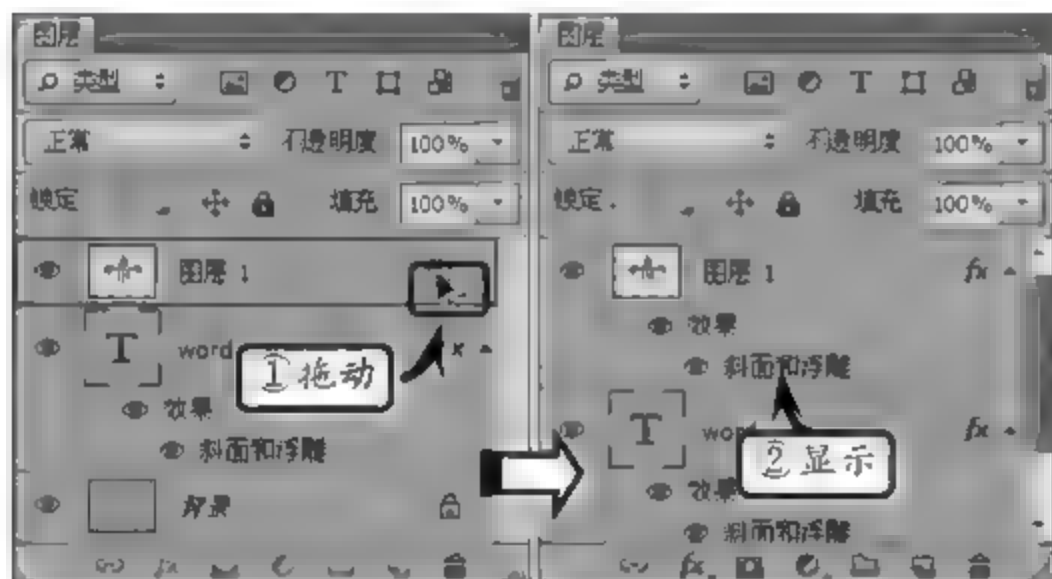 图层
类型
正常 不透明度 100%
锁定 填充 100%
图层 1
word
①拖动
效果
斜面和浮雕
背景
图层
类型
正常 不透明度 100%
锁定 填充 100%
图层 1 fx
效果
斜面和浮雕
fx
②显示
效果
斜面和浮雕